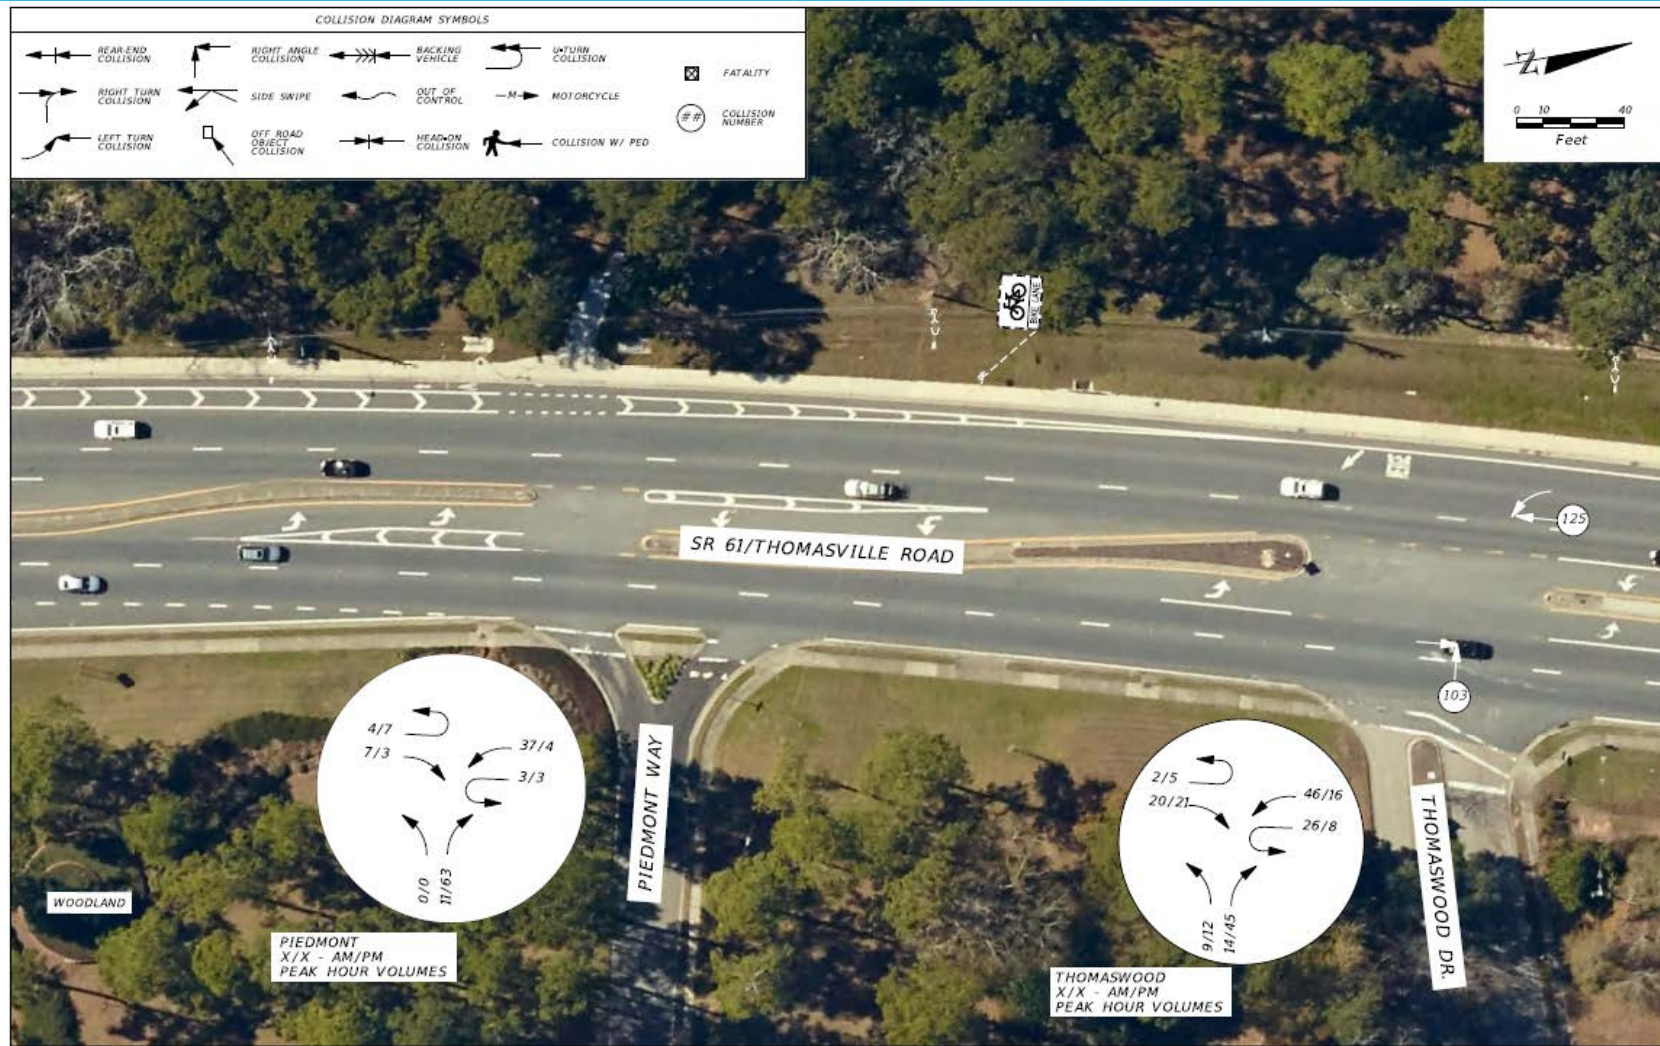 COLLISION DIAGRAM SYMBOLS
REAR-END
COLLISION
RIGHT ANGLE
COLLISION
BACKING
VEHICLE
U-TURN
COLLISION
FATALITY
RIGHT TURN
COLLISION
SIDE SWIPE
OUT OF
CONTROL
M
MOTORCYCLE
##
COLLISION
NUMBER
LEFT TURN
COLLISION
OFF ROAD
OBJECT
COLLISION
HEAD-ON
COLLISION
COLLISION W/ PED
N
0 10 40
Feet
BIKE LANE
125
SR 61/THOMASVILLE ROAD
103
4/7
7/3
37/4
3/3
0/0
11/63
PIEDMONT WAY
WOODLAND
PIEDMONT
X/X - AM/PM
PEAK HOUR VOLUMES
2/5
20/21
46/16
26/8
9/12
14/45
THOMASWOOD DR.
THOMASWOOD
X/X - AM/PM
PEAK HOUR VOLUMES